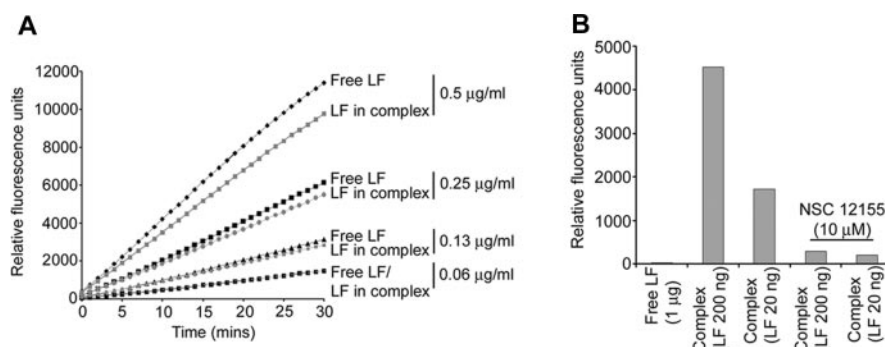 A
Relative fluorescence units
12000
10000
8000
6000
4000
2000
0
0
5
10
15
20
25
30
Time (mins)
Free LF
LF in complex
0.5 µg/ml
Free LF
LF in complex
0.25 µg/ml
Free LF
LF in complex
0.13 µg/ml
Free LF/
LF in complex
0.06 µg/ml
B
Relative fluorescence units
5000
4000
3000
2000
1000
0
NSC 12155
(10 µM)
Free LF
(1 µg)
Complex
(LF 200 ng)
Complex
(LF 20 ng)
Complex
(LF 200 ng)
Complex
(LF 20 ng)